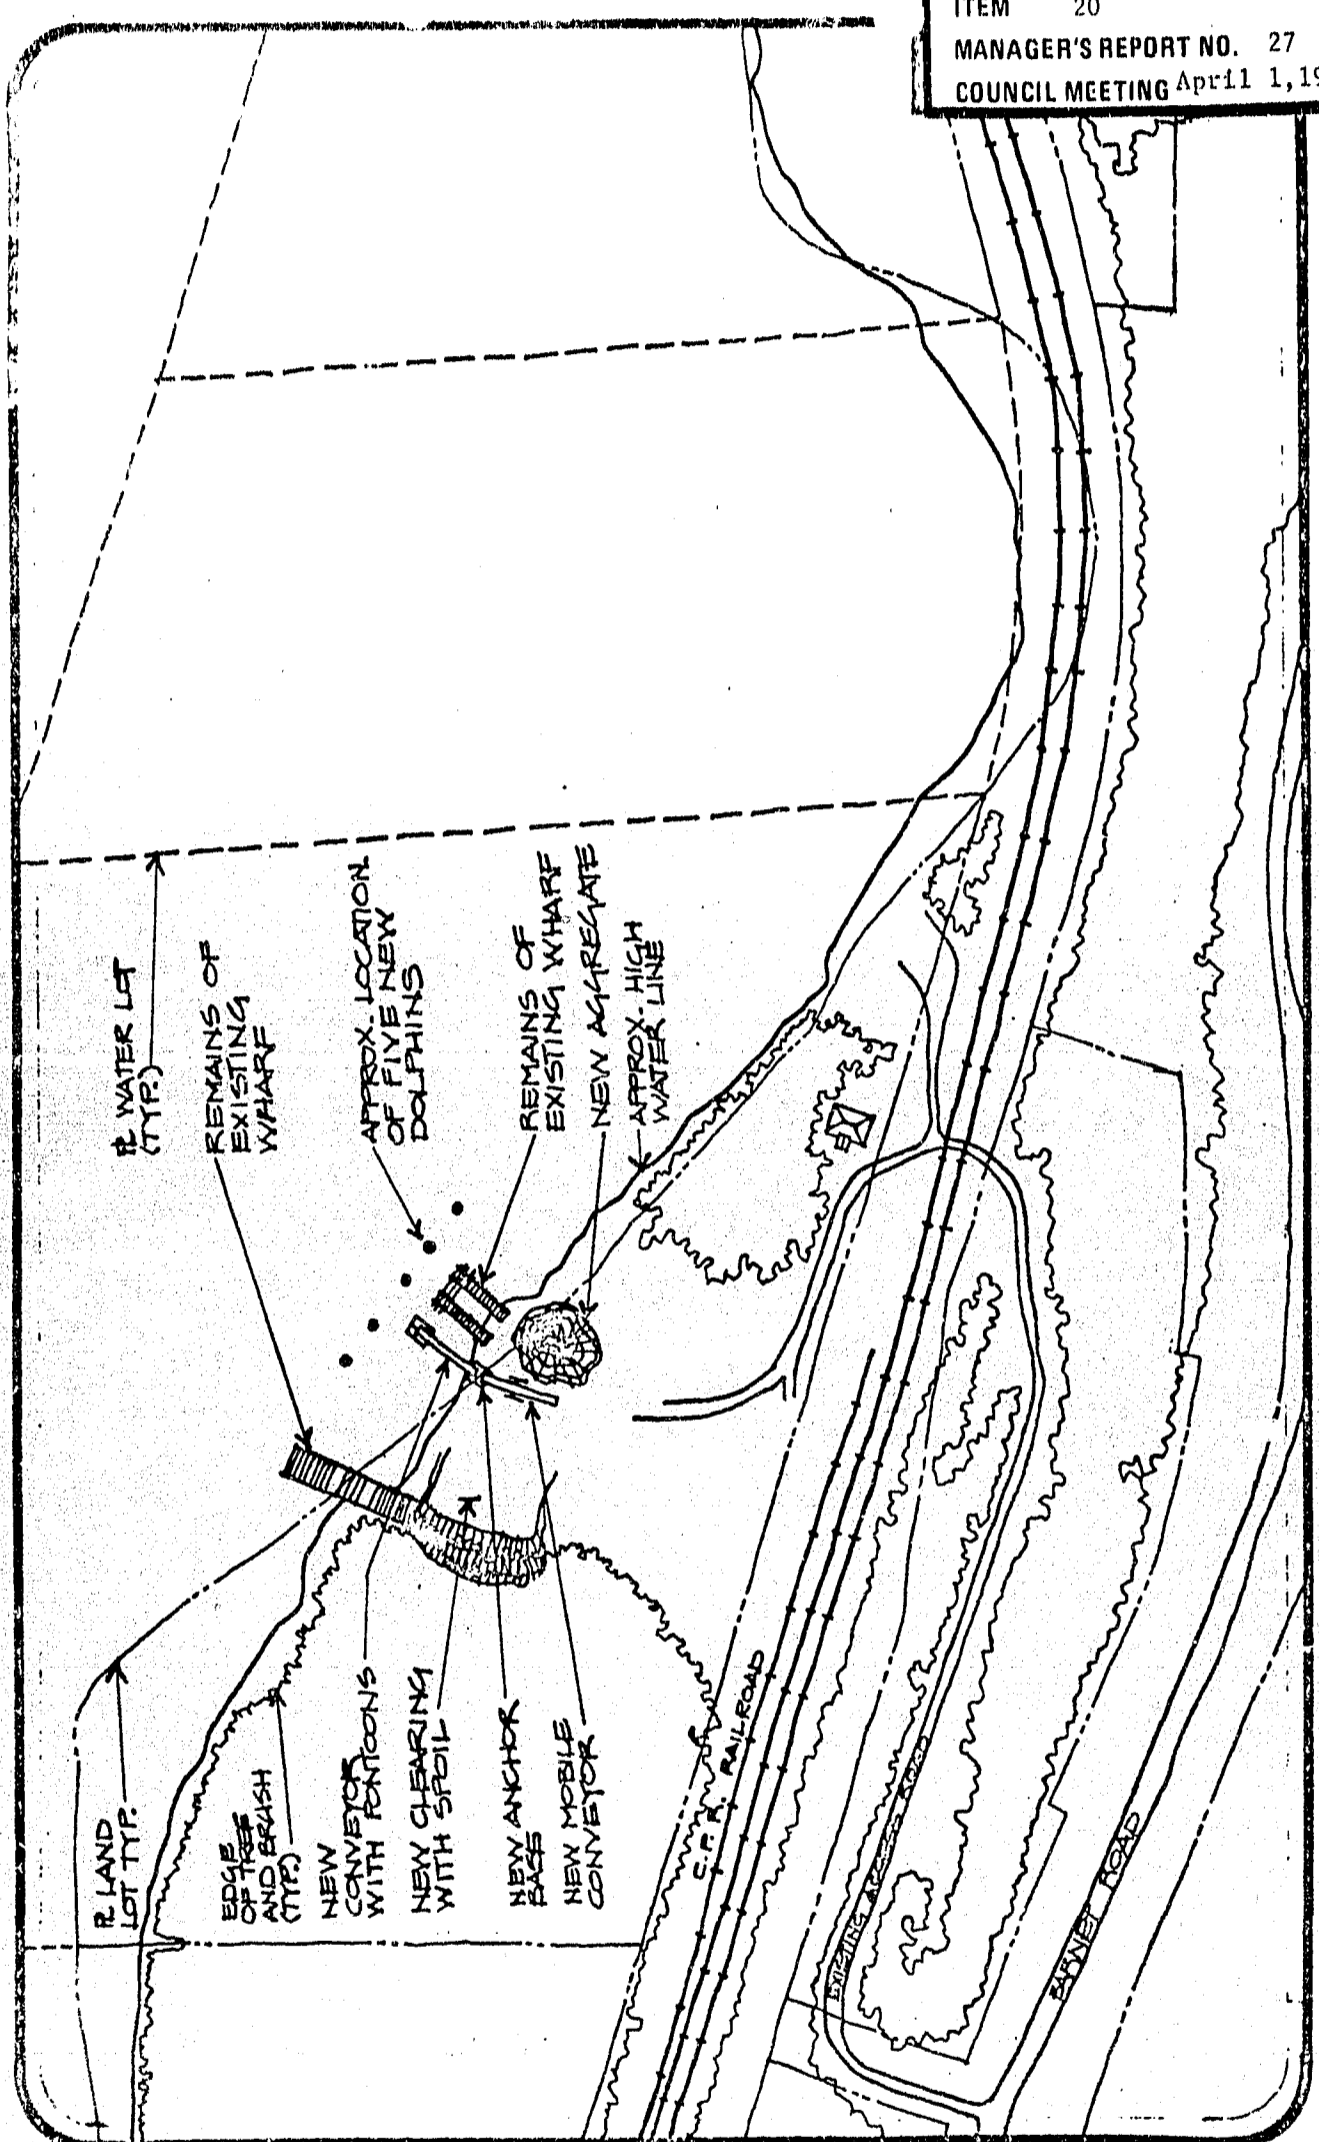 ITEM 20
MANAGER'S REPORT NO. 27
COUNCIL MEETING April 1, 19
PL WATER LOT
(TYP.)
REMAINS OF
EXISTING
WHARF
APPROX. LOCATION
OF FIVE NEW
DOLPHINS
REMAINS OF
EXISTING WHARF
NEW AGGREGATE
APPROX. HIGH
WATER LINE
PL LAND
LOT TYP.
EDGE
OF TREE
AND BRUSH
(TYP.)
NEW
CONVEYOR
WITH PONTOONS
NEW CLEARING
WITH SPOIL
NEW ANCHOR
BASS
NEW MOBILE
CONVEYOR
C.P.R. RAILROAD
EXISTING ACCESS ROAD
BARNET ROAD